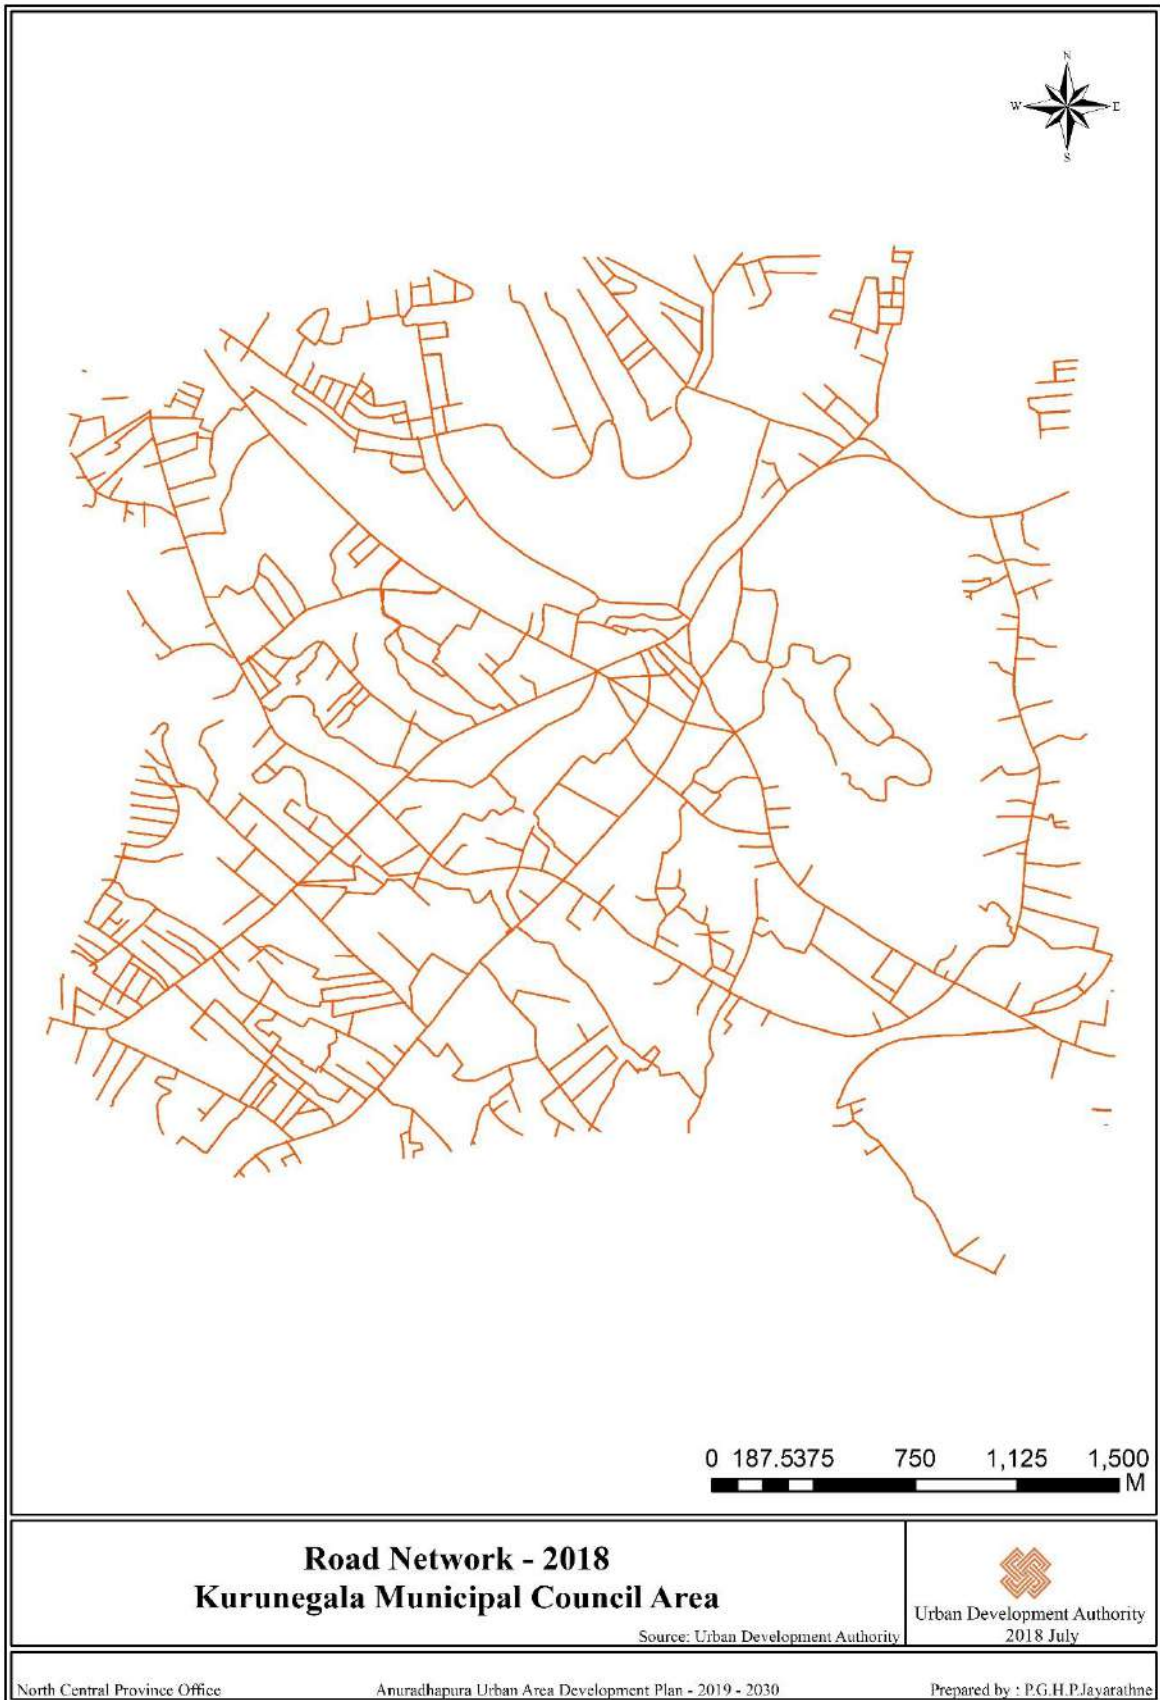 N
W E
S
0 187.5375 750 1,125 1,500
M
Road Network - 2018
Kurunegala Municipal Council Area
Source: Urban Development Authority
Urban Development Authority
2018 July
North Central Province Office
Anuradhapura Urban Area Development Plan - 2019 - 2030
Prepared by : P.G.H.P.Jayarathne